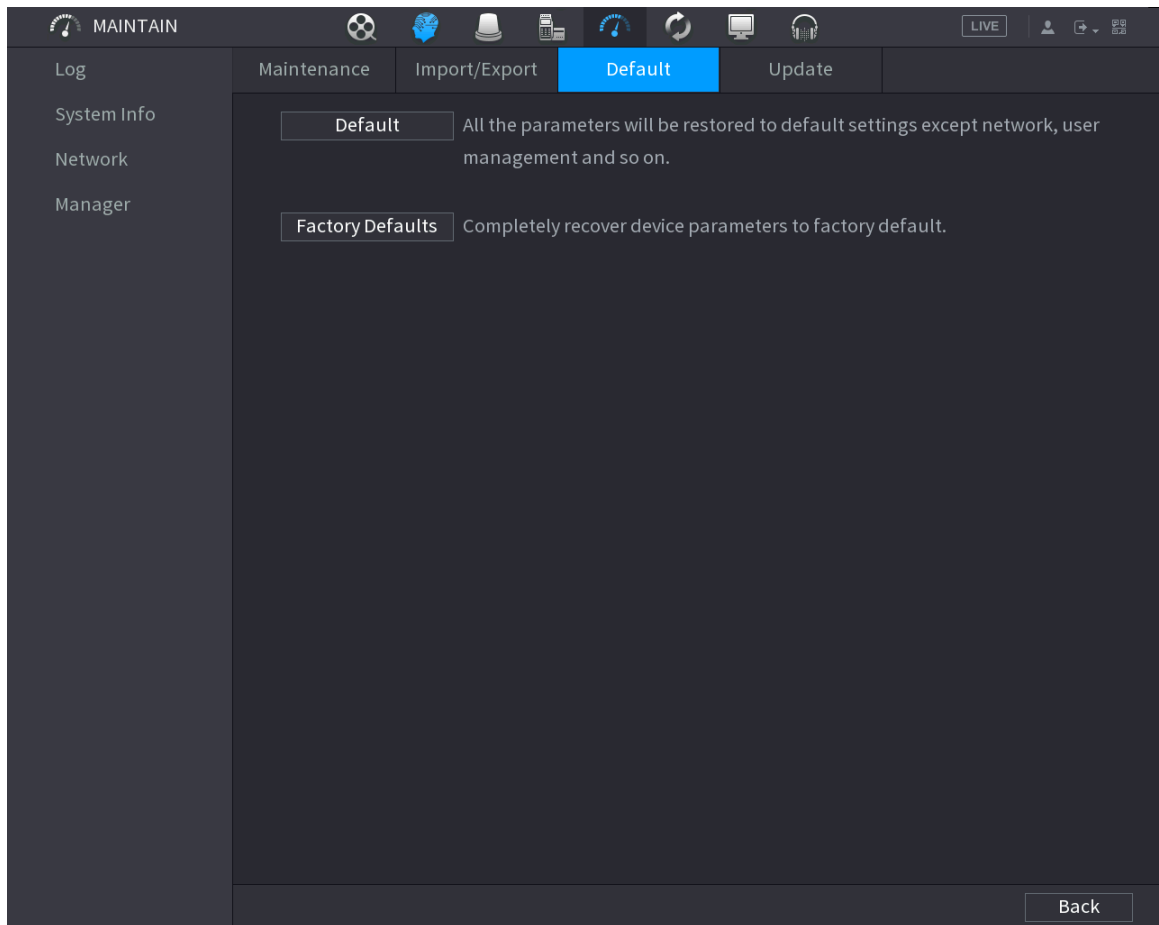 MAINTAIN
LIVE
Log
System Info
Network
Manager
Maintenance
Import/Export
Default
Update
Default
All the parameters will be restored to default settings except network, user
management and so on.
Factory Defaults
Completely recover device parameters to factory default.
Back